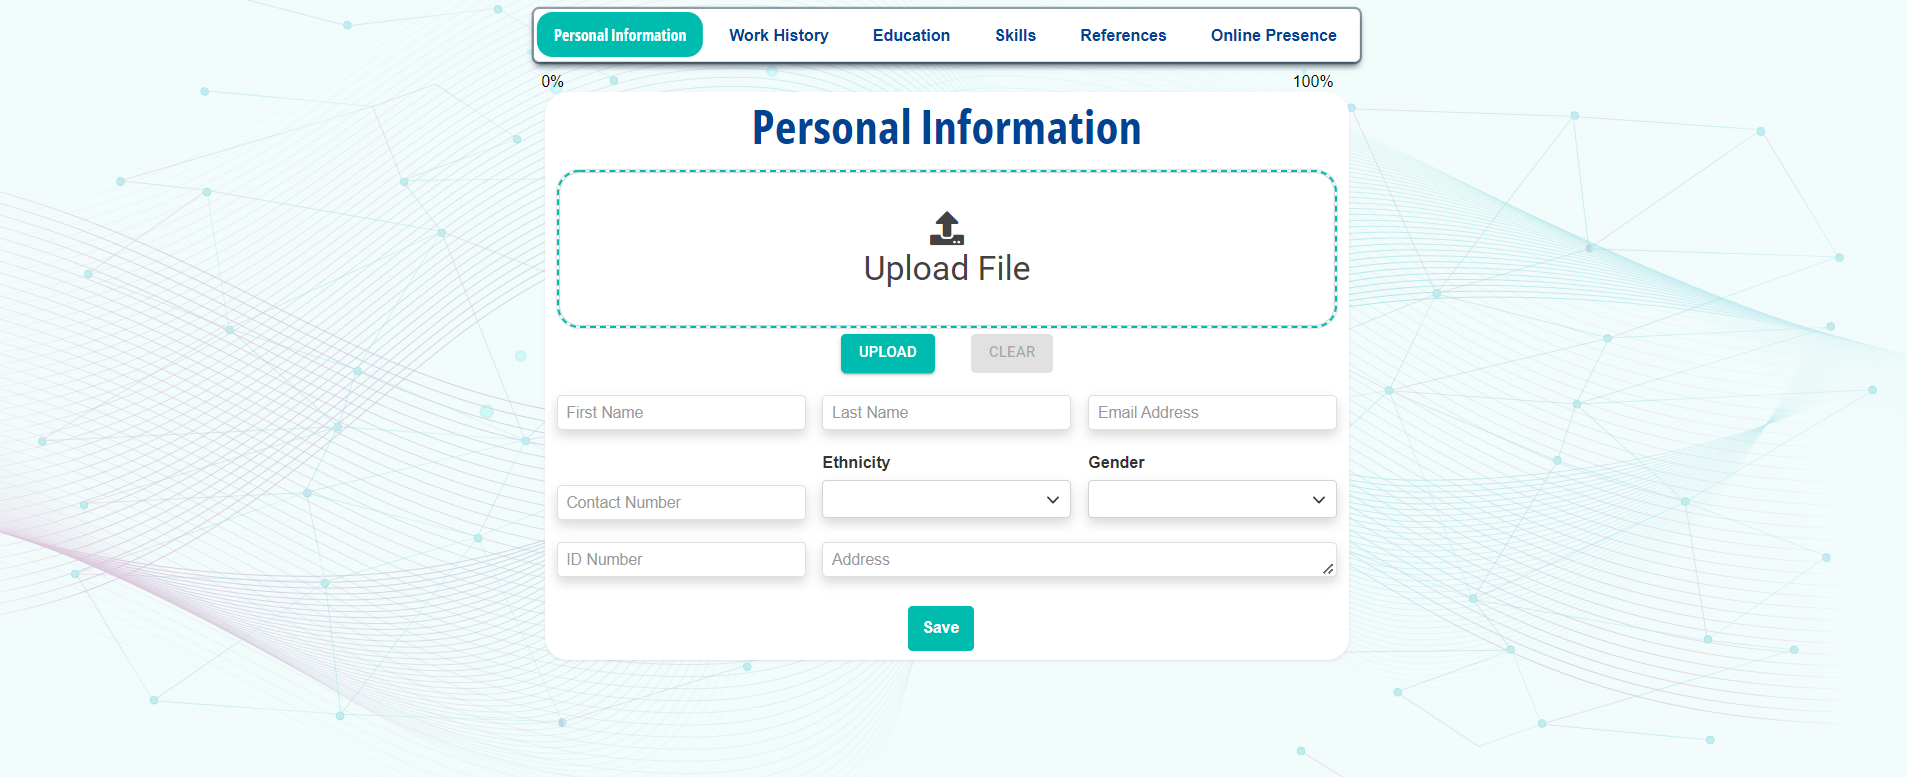 Personal Information Work History Education Skills References Online Presence
0% 100%
Personal Information
Upload File
UPLOAD CLEAR
First Name Last Name Email Address
Ethnicity Gender
Contact Number
ID Number Address
Save